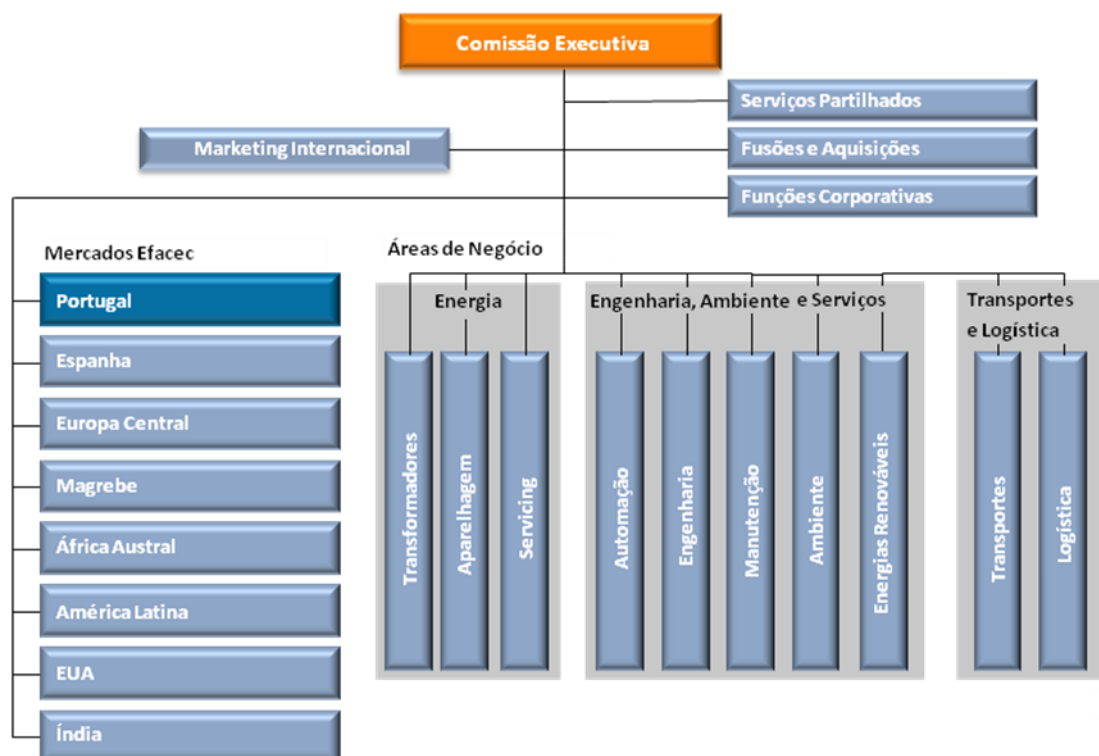 Comissão Executiva
Serviços Partilhados
Marketing Internacional
Fusões e Aquisições
Funções Corporativas
Mercados Efacec
Portugal
Espanha
Europa Central
Magrebe
África Austral
América Latina
EUA
Índia
Áreas de Negócio
Energia
Transformadores
Aparelhagem
Servicing
Engenharia, Ambiente e Serviços
Automação
Engenharia
Manutenção
Ambiente
Energias Renováveis
Transportes
e Logística
Transportes
Logística